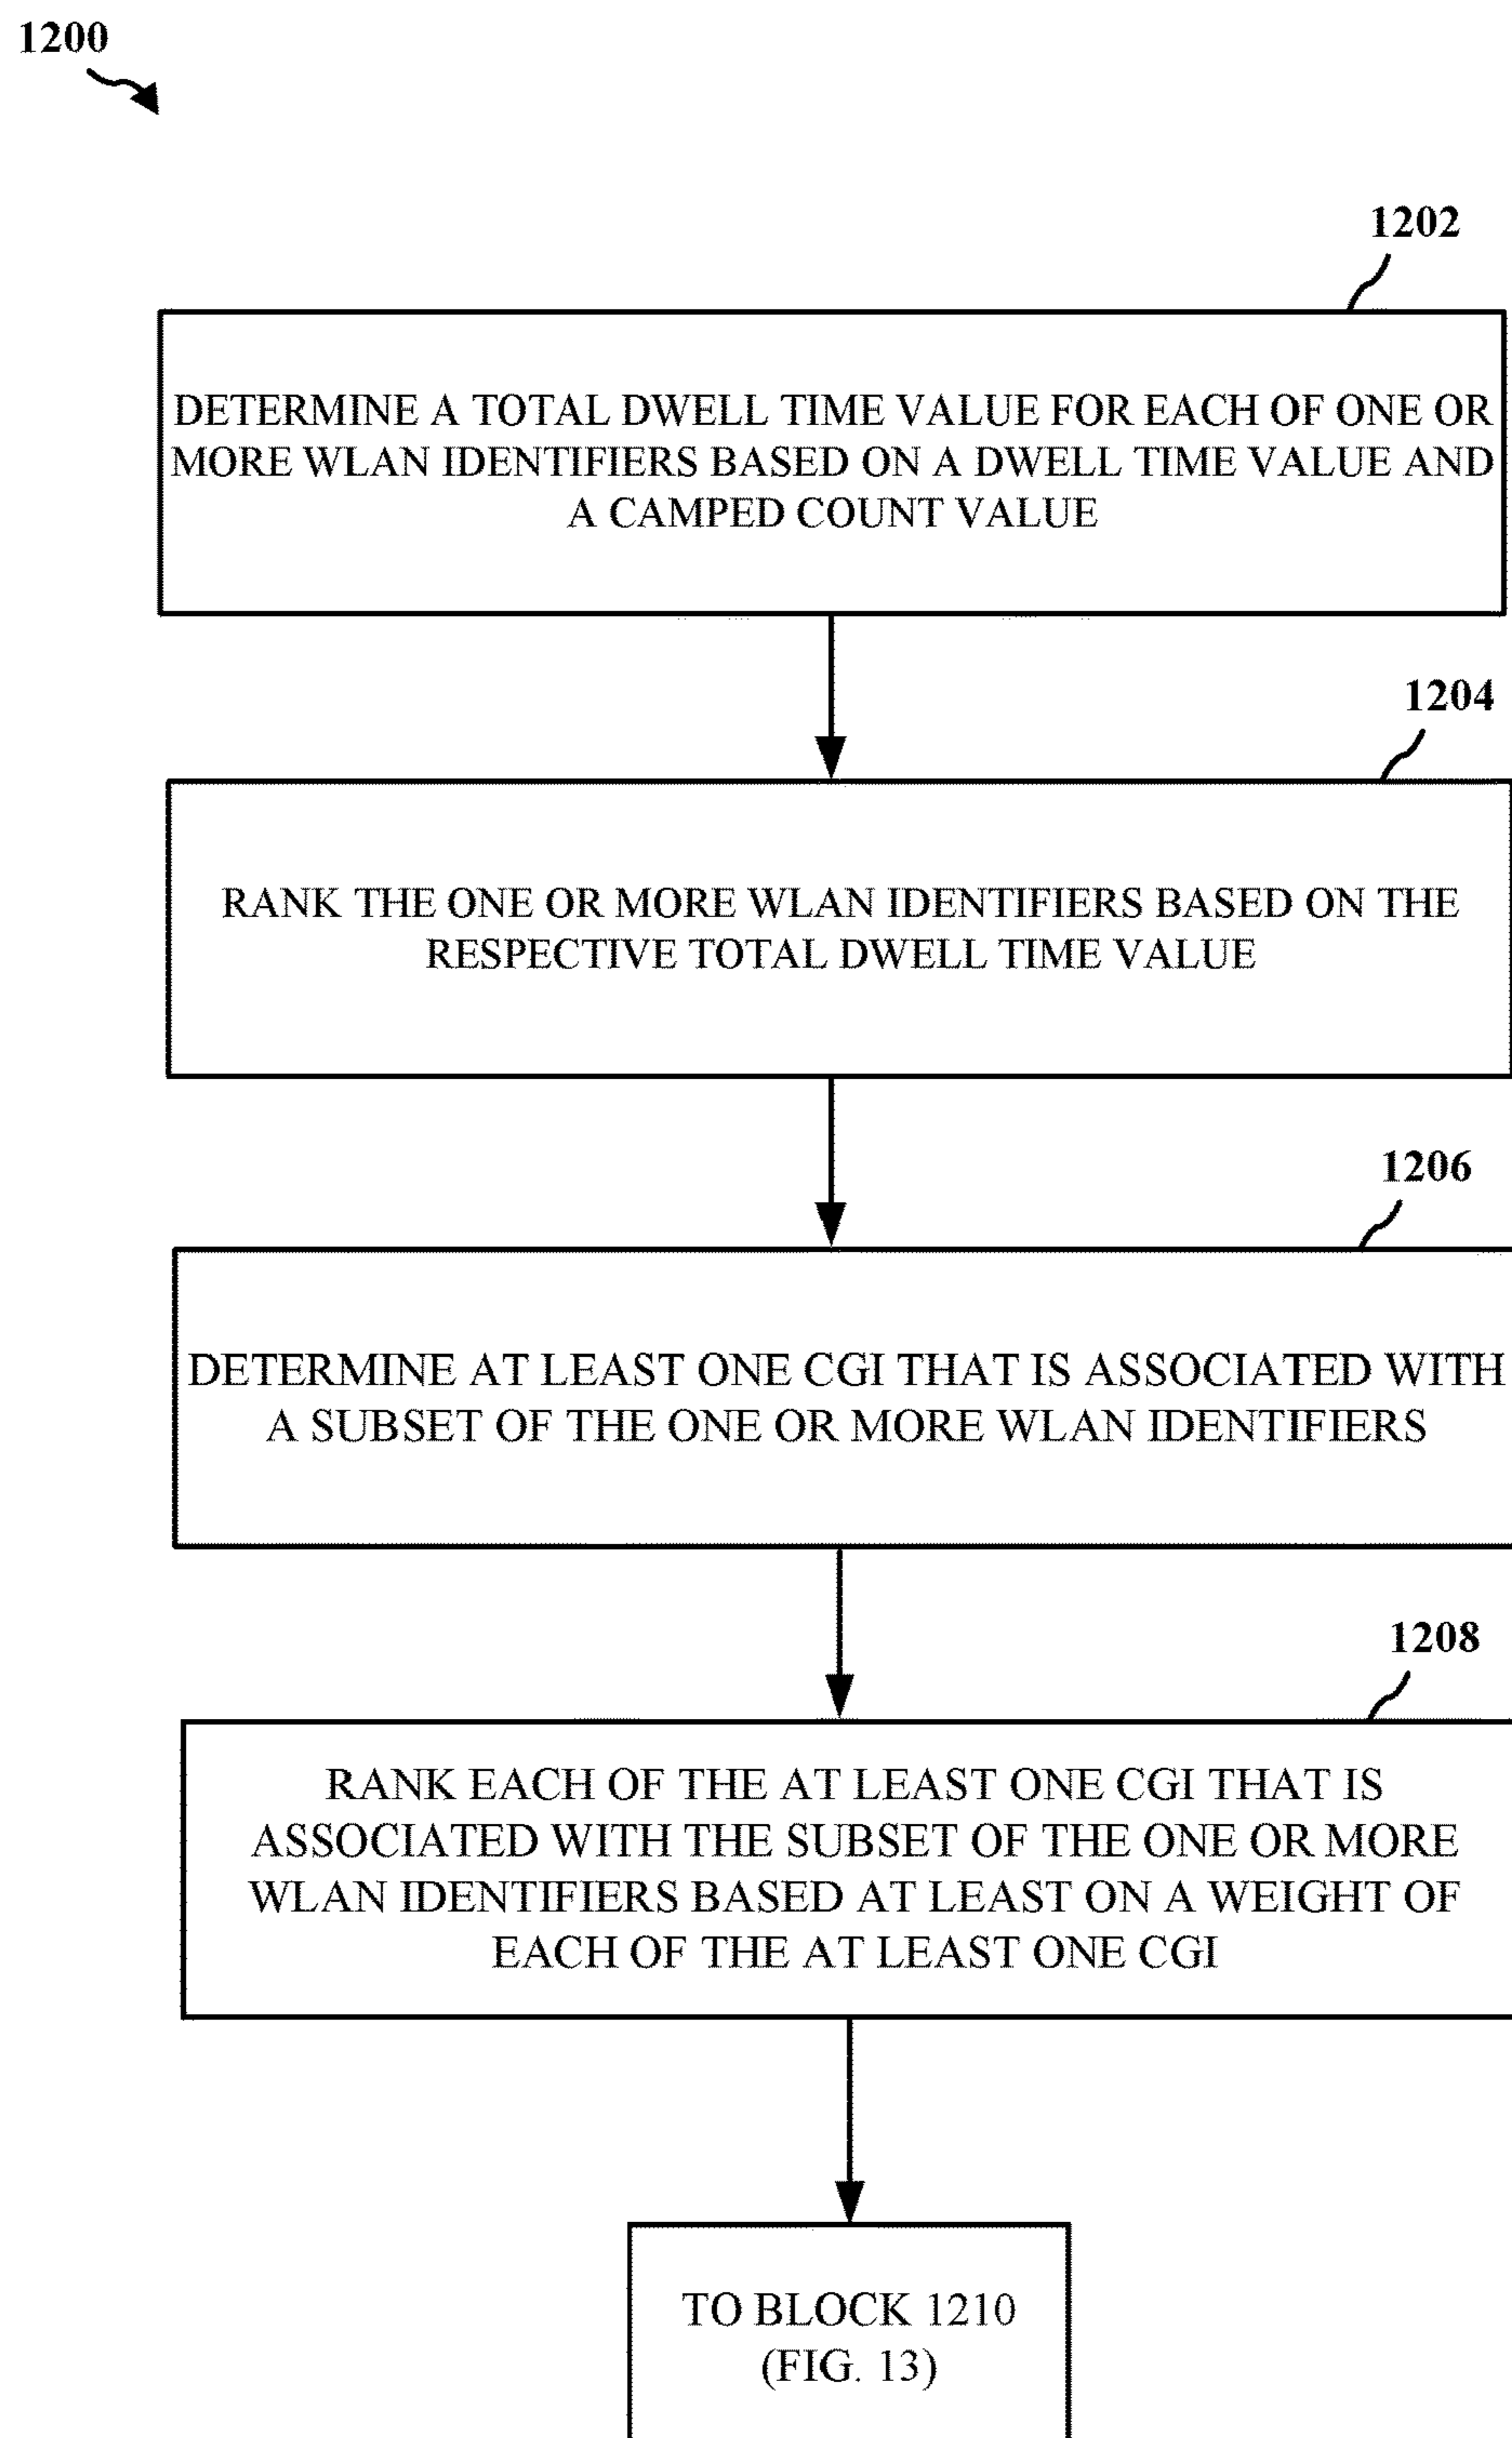 1200
1202
DETERMINE A TOTAL DWELL TIME VALUE FOR EACH OF ONE OR
MORE WLAN IDENTIFIERS BASED ON A DWELL TIME VALUE AND
A CAMPED COUNT VALUE
1204
RANK THE ONE OR MORE WLAN IDENTIFIERS BASED ON THE
RESPECTIVE TOTAL DWELL TIME VALUE
1206
DETERMINE AT LEAST ONE CGI THAT IS ASSOCIATED WITH
A SUBSET OF THE ONE OR MORE WLAN IDENTIFIERS
1208
RANK EACH OF THE AT LEAST ONE CGI THAT IS
ASSOCIATED WITH THE SUBSET OF THE ONE OR MORE
WLAN IDENTIFIERS BASED AT LEAST ON A WEIGHT OF
EACH OF THE AT LEAST ONE CGI
TO BLOCK 1210
(FIG. 13)